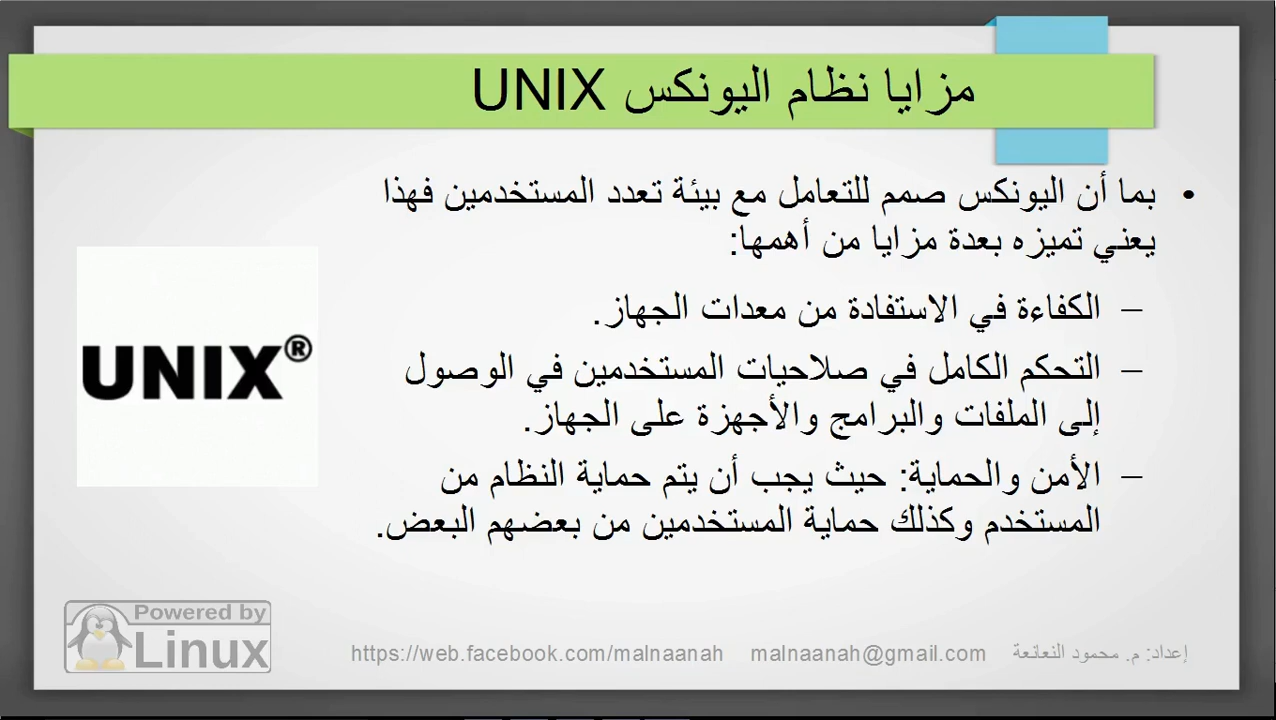 مزايا نظام اليونكس UNIX
• بما أن اليونكس صمم للتعامل مع بيئة تعدد المستخدمين فهذا
يعني تميزه بعدة مزايا من أهمها:
– الكفاءة في الاستفادة من معدات الجهاز.
– التحكم الكامل في صلاحيات المستخدمين في الوصول
إلى الملفات والبرامج والأجهزة على الجهاز.
– الأمن والحماية: حيث يجب أن يتم حماية النظام من
المستخدم وكذلك حماية المستخدمين من بعضهم البعض.
UNIX®
Powered by
Linux
إعداد: م. محمود النعانعة malnaanah@gmail.com https://web.facebook.com/malnaanah